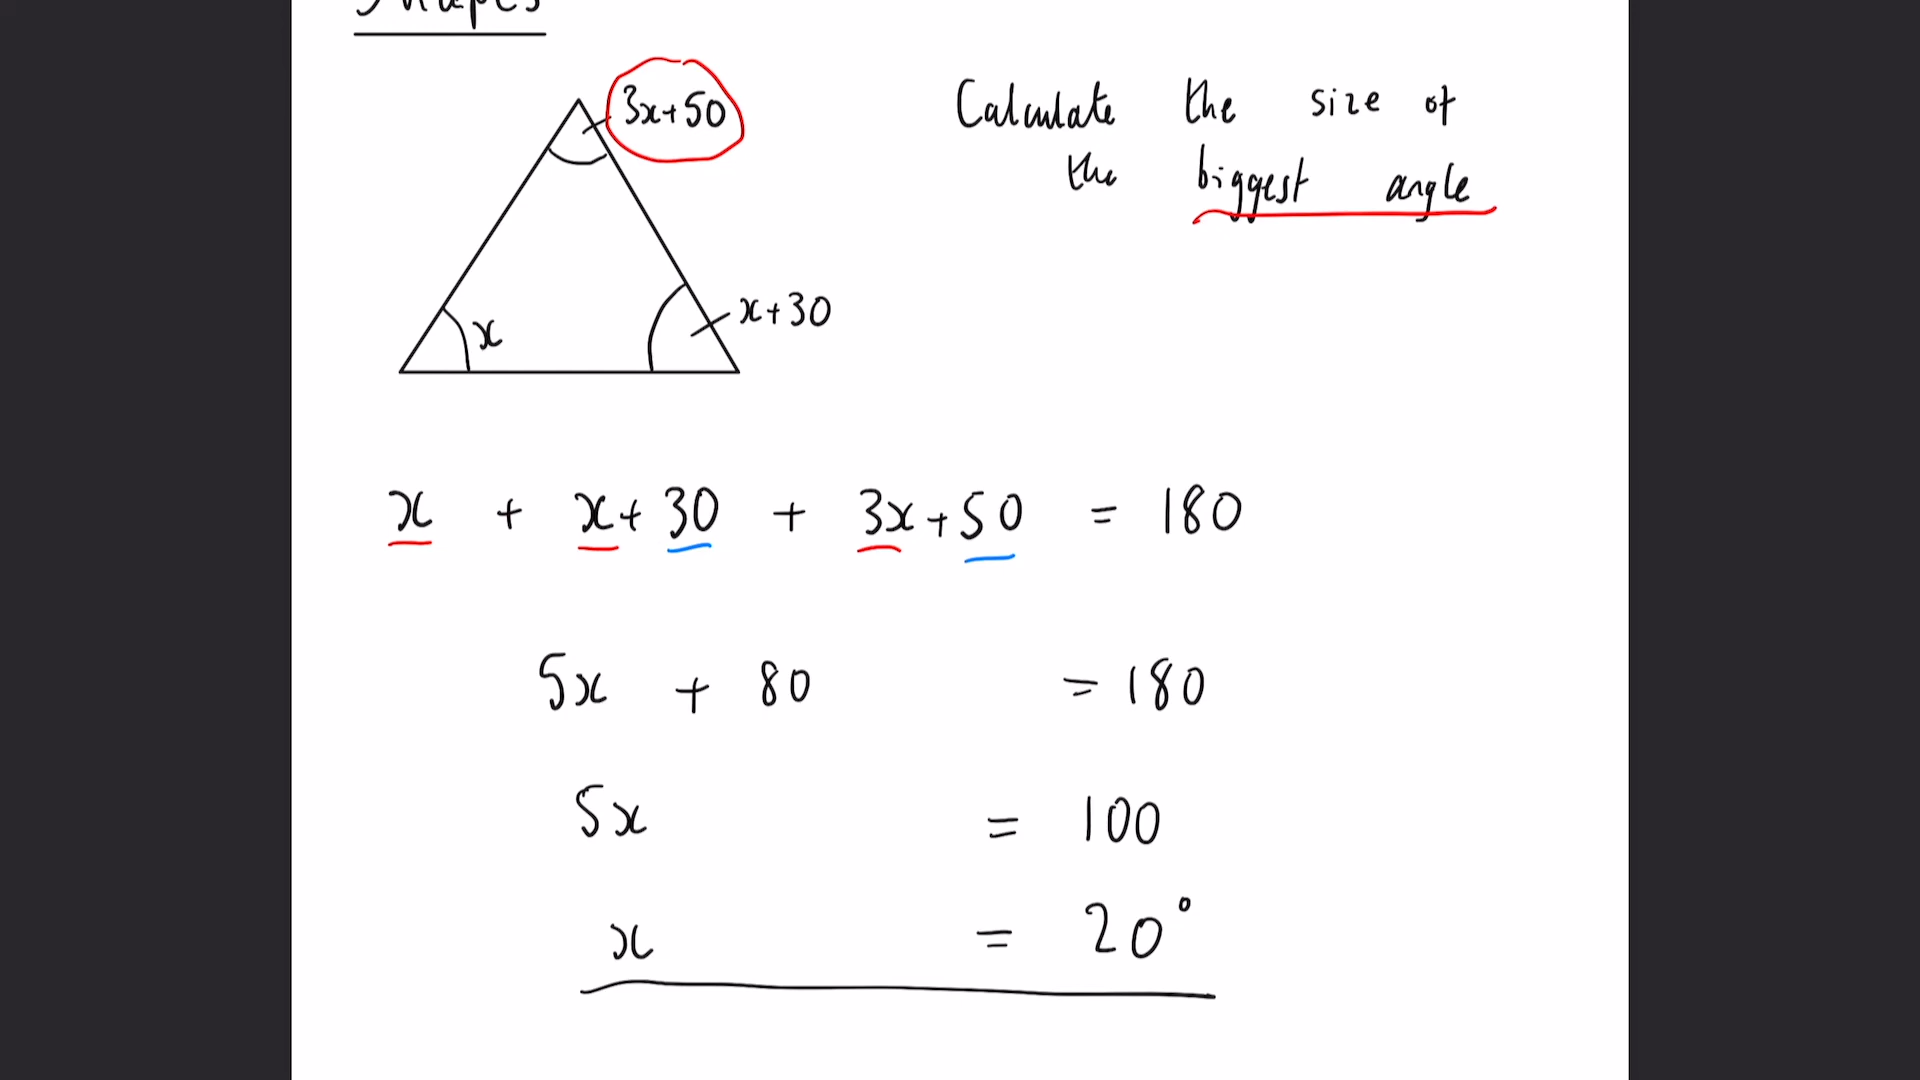 3x+50
Calculate the size of
the biggest angle
x
x+30
x + x+30 + 3x+50 = 180
5x + 80 = 180
5x = 100
x = 20°